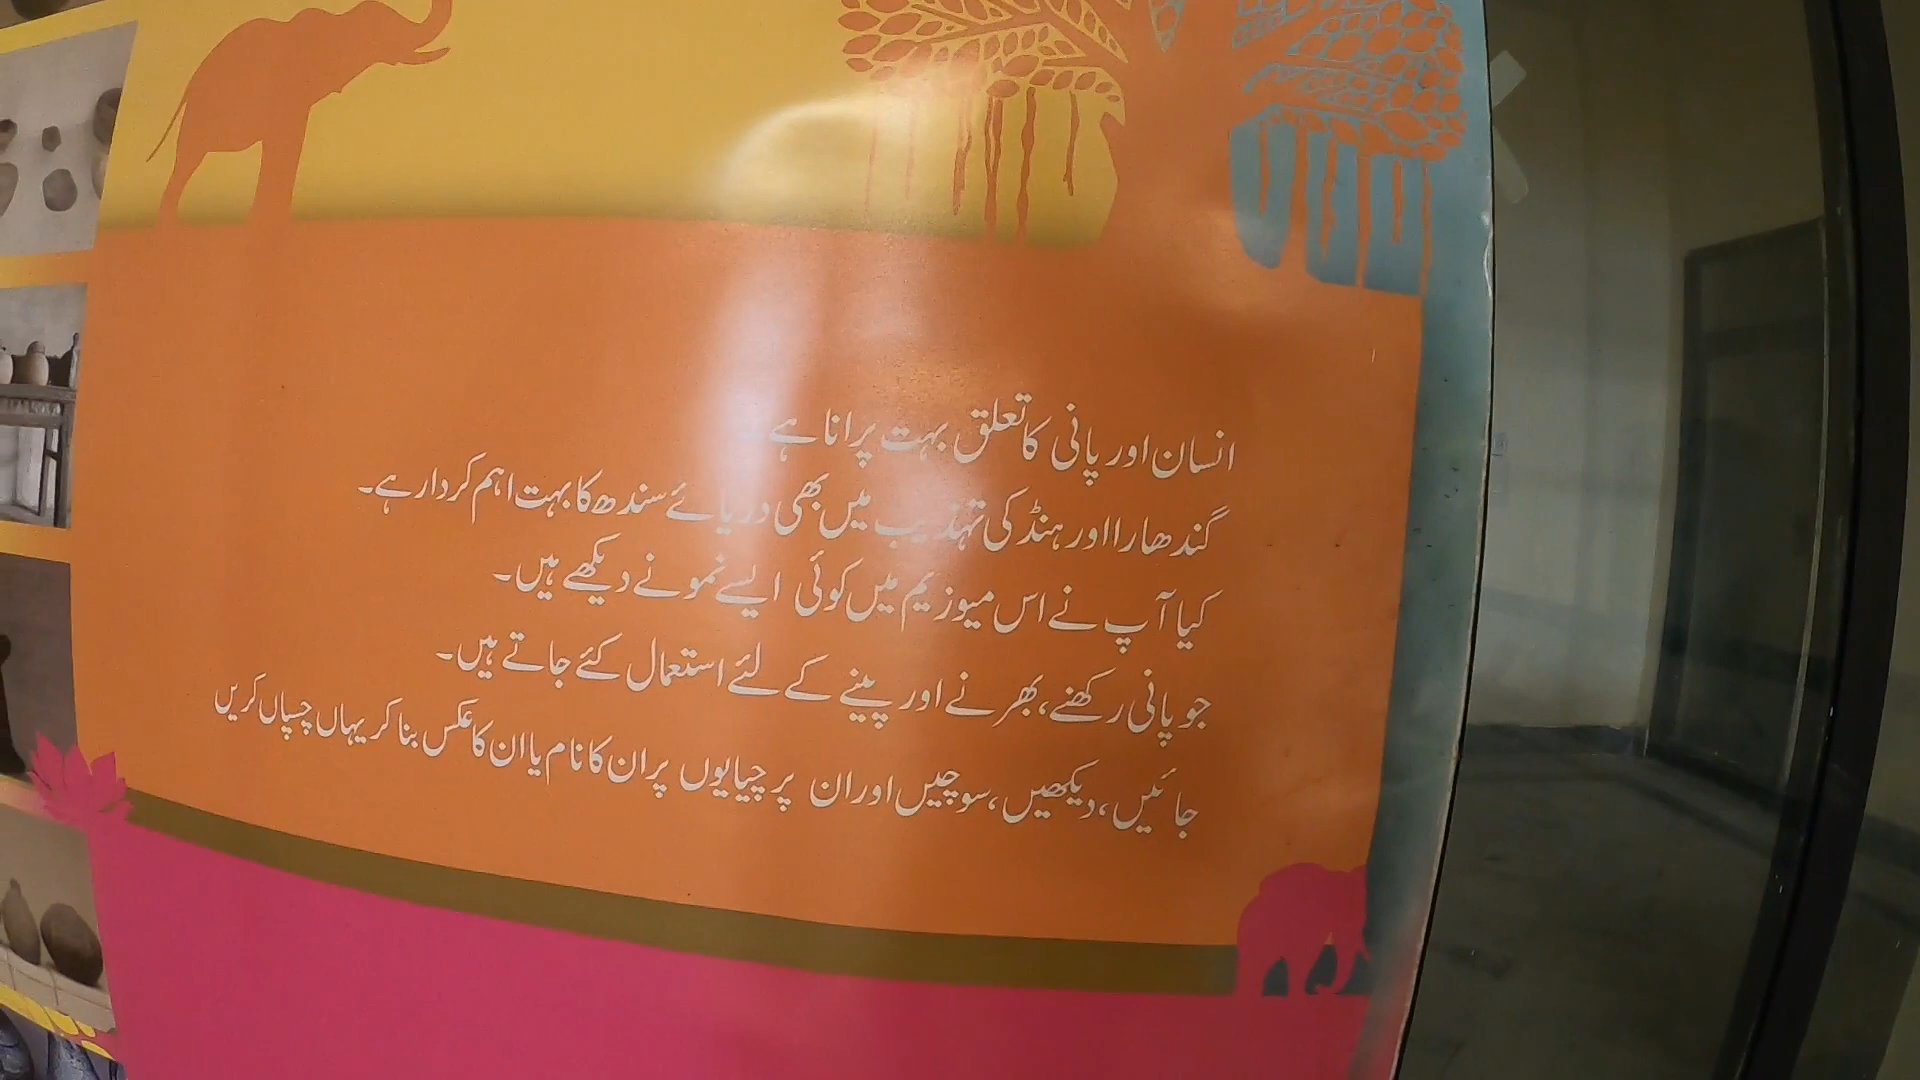 انسان اور پانی کا تعلق بہت پرانا ہے
گندھارا اور ہنڈ کی تہذیب میں بھی دریائے سندھ کا بہت اہم کردار ہے۔
کیا آپ نے اس میوزیم میں کوئی ایسے نمونے دیکھے ہیں۔
جو پانی رکھنے، بھرنے اور پینے کے لئے استعمال کئے جاتے ہیں۔
جائیں، دیکھیں، سوچیں اور ان پرچیایوں پر ان کا نام یا ان کا عکس بنا کر یہاں چسپاں کریں